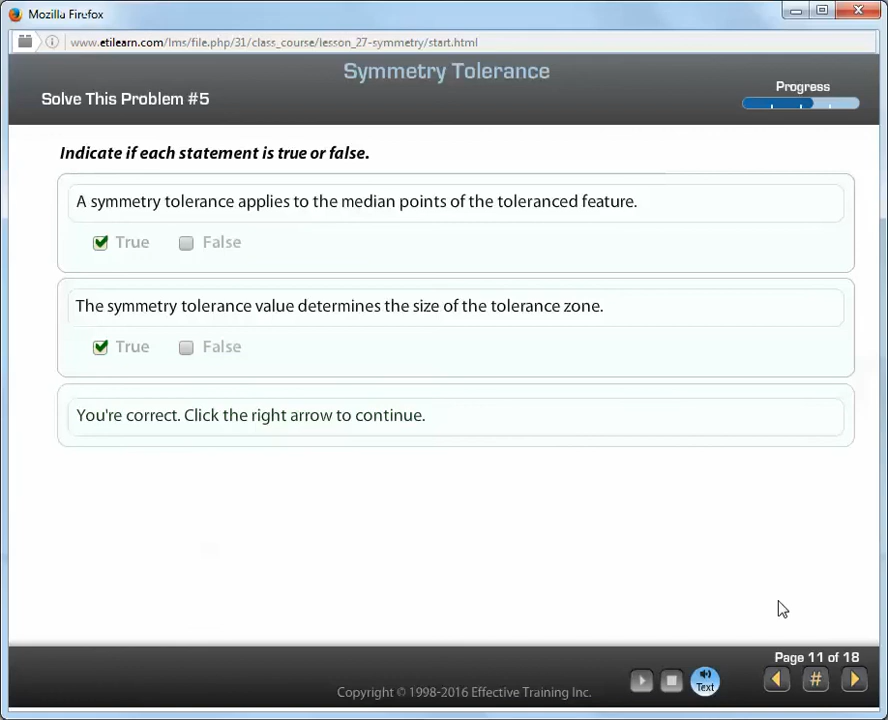 Mozilla Firefox
www.etilearn.com/lms/file.php/31/class_course/lesson_27-symmetry/start.html
Symmetry Tolerance
Progress
Solve This Problem #5
Indicate if each statement is true or false.
A symmetry tolerance applies to the median points of the toleranced feature.
True False
The symmetry tolerance value determines the size of the tolerance zone.
True False
You're correct. Click the right arrow to continue.
Page 11 of 18
Text
#
Copyright © 1998-2016 Effective Training Inc.